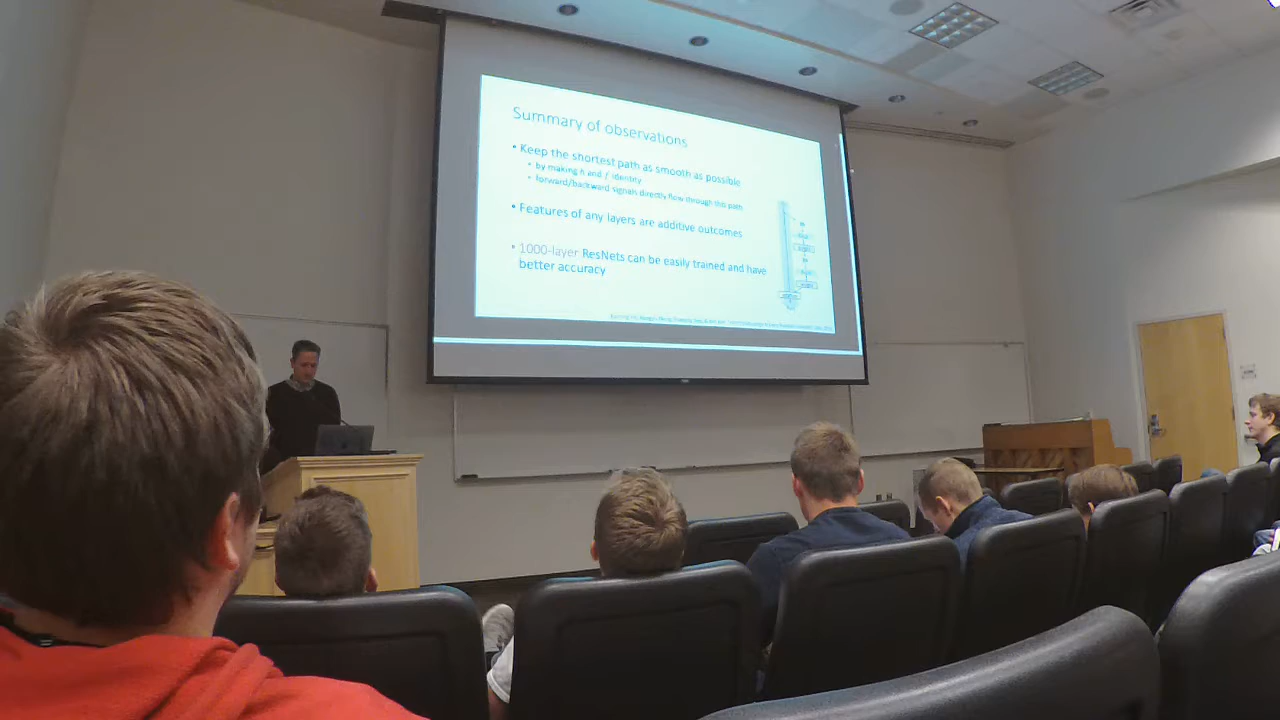 Summary of observations
• Keep the shortest path as smooth as possible
• by making h and f identity
• forward/backward signals directly flow through this path
• Features of any layers are additive outcomes
• 1000-layer ResNets can be easily trained and have
better accuracy